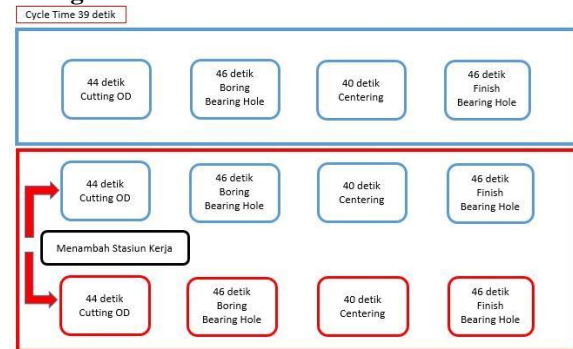 Cycle Time 39 detik
44 detik
Cutting OD
46 detik
Boring
Bearing Hole
40 detik
Centering
46 detik
Finish
Bearing Hole
44 detik
Cutting OD
46 detik
Boring
Bearing Hole
40 detik
Centering
46 detik
Finish
Bearing Hole
Menambah Stasiun Kerja
44 detik
Cutting OD
46 detik
Boring
Bearing Hole
40 detik
Centering
46 detik
Finish
Bearing Hole